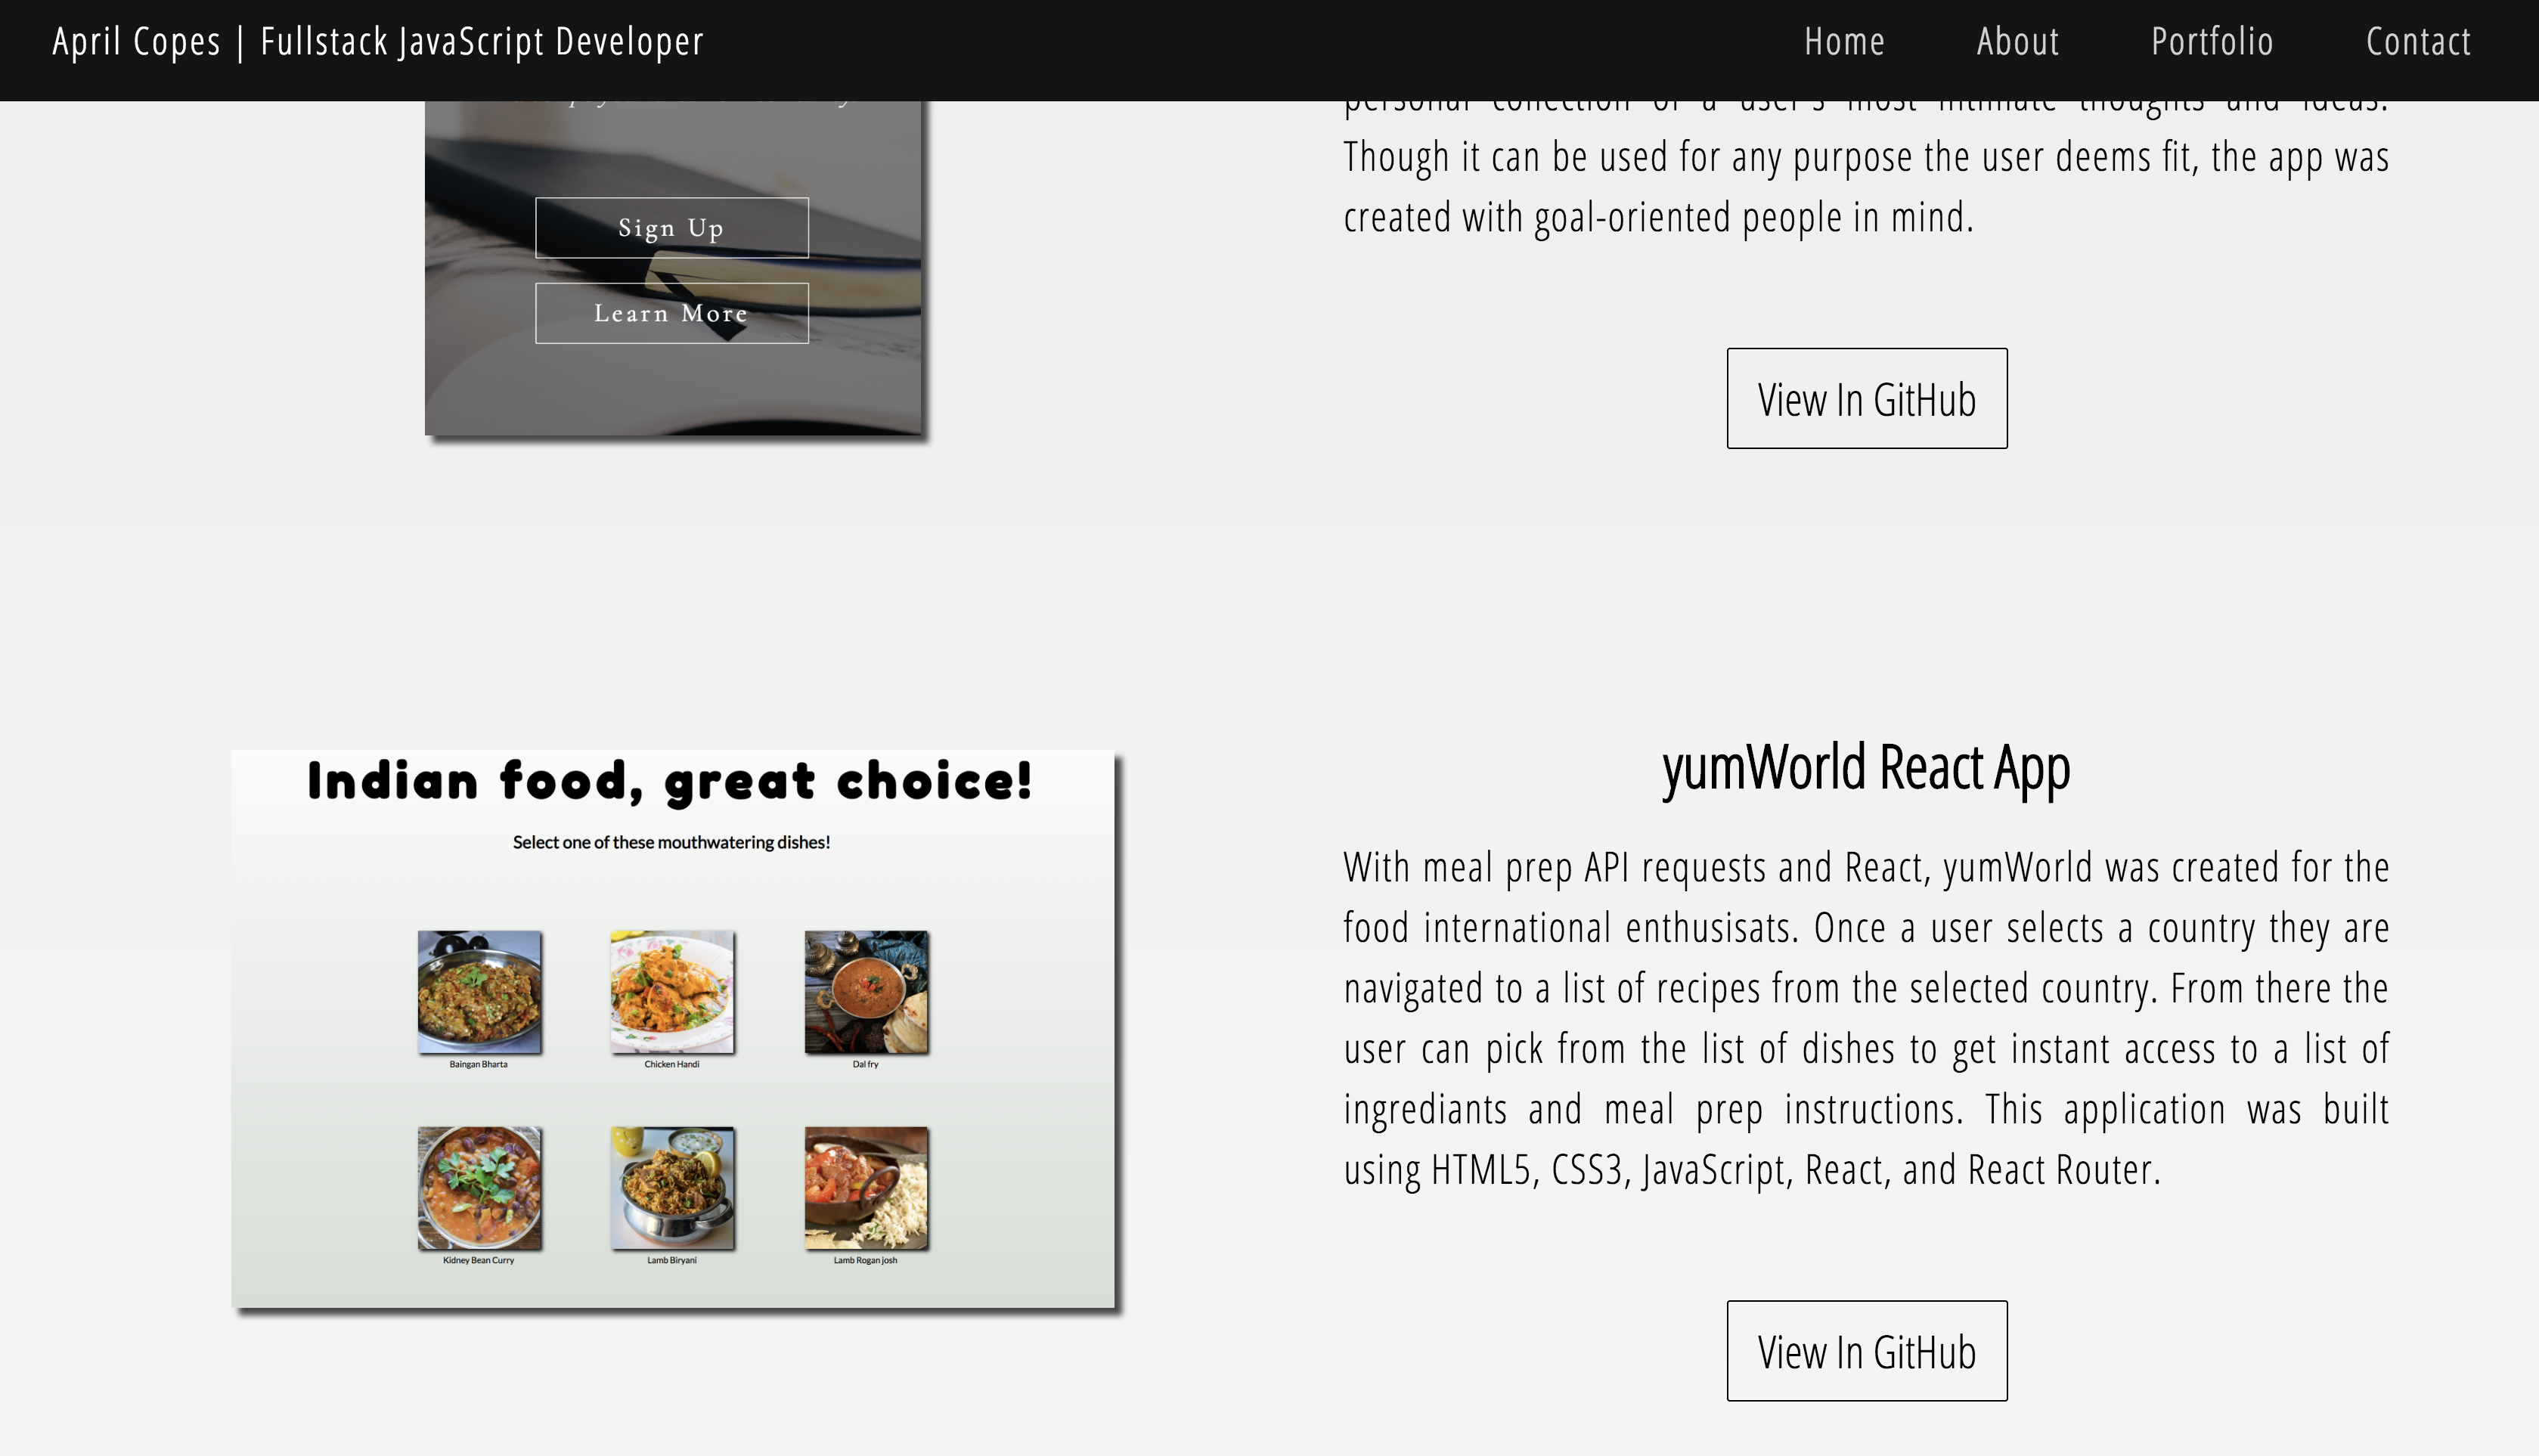 April Copes | Fullstack JavaScript Developer
Home
About
Portfolio
Contact
personal collection of a user's most intimate thoughts and ideas.
Though it can be used for any purpose the user deems fit, the app was
created with goal-oriented people in mind.
Sign Up
Learn More
View In GitHub
Indian food, great choice!
Select one of these mouthwatering dishes!
Baingan Bharta
Chicken Handi
Dal fry
Kidney Bean Curry
Lamb Biryani
Lamb Rogan josh
yumWorld React App
With meal prep API requests and React, yumWorld was created for the
food international enthusisats. Once a user selects a country they are
navigated to a list of recipes from the selected country. From there the
user can pick from the list of dishes to get instant access to a list of
ingrediants and meal prep instructions. This application was built
using HTML5, CSS3, JavaScript, React, and React Router.
View In GitHub